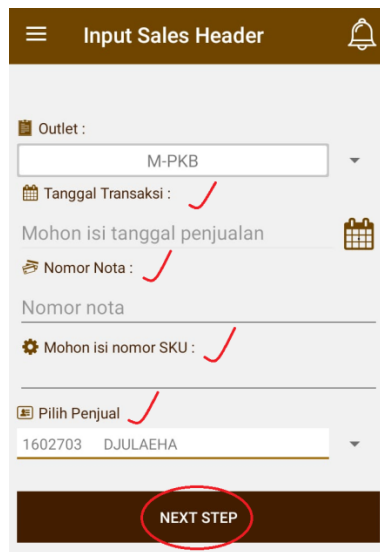 Input Sales Header
Outlet :
M-PKB
Tanggal Transaksi :
Mohon isi tanggal penjualan
Nomor Nota :
Nomor nota
Mohon isi nomor SKU :
Pilih Penjual
1602703 DJULAEHA
NEXT STEP